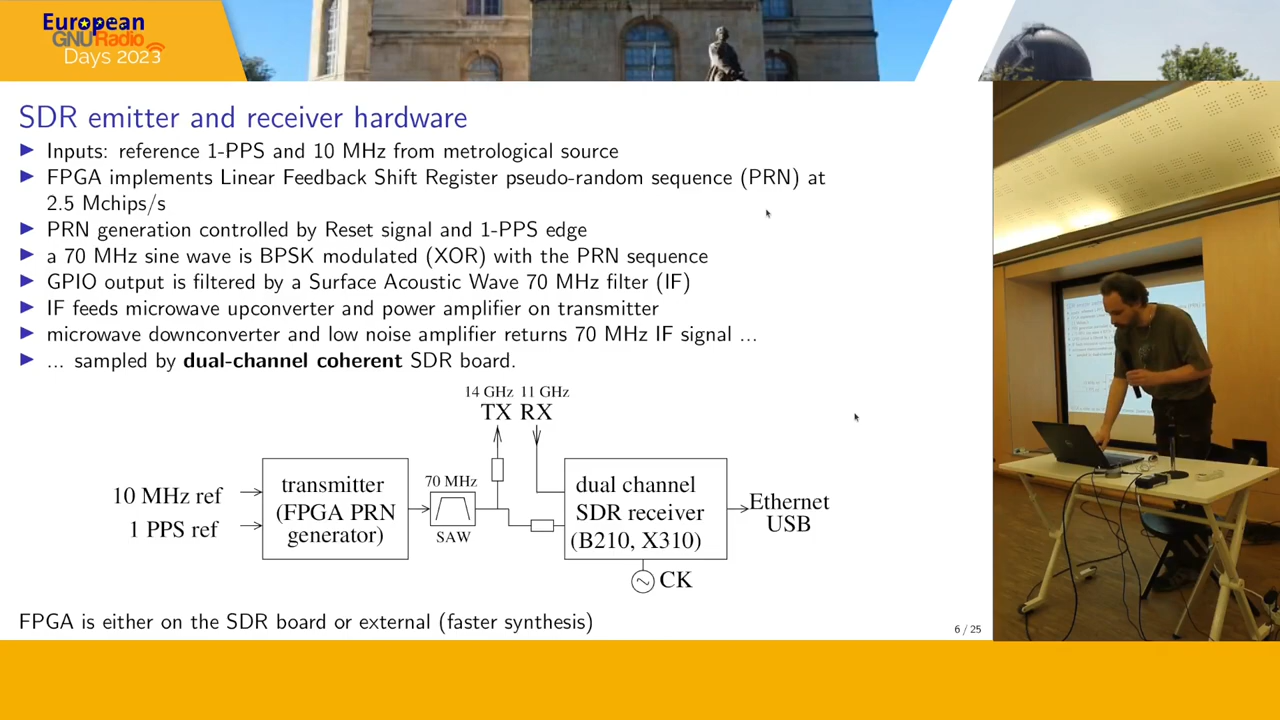 European
GNURadio
Days 2023
SDR emitter and receiver hardware
Inputs: reference 1-PPS and 10 MHz from metrological source
FPGA implements Linear Feedback Shift Register pseudo-random sequence (PRN) at
2.5 Mchips/s
PRN generation controlled by Reset signal and 1-PPS edge
a 70 MHz sine wave is BPSK modulated (XOR) with the PRN sequence
GPIO output is filtered by a Surface Acoustic Wave 70 MHz filter (IF)
IF feeds microwave upconverter and power amplifier on transmitter
microwave downconverter and low noise amplifier returns 70 MHz IF signal ...
... sampled by dual-channel coherent SDR board.
14 GHz 11 GHz
TX RX
10 MHz ref
1 PPS ref
transmitter
(FPGA PRN
generator)
70 MHz
SAW
dual channel
SDR receiver
(B210, X310)
Ethernet
USB
CK
FPGA is either on the SDR board or external (faster synthesis)
6 / 25